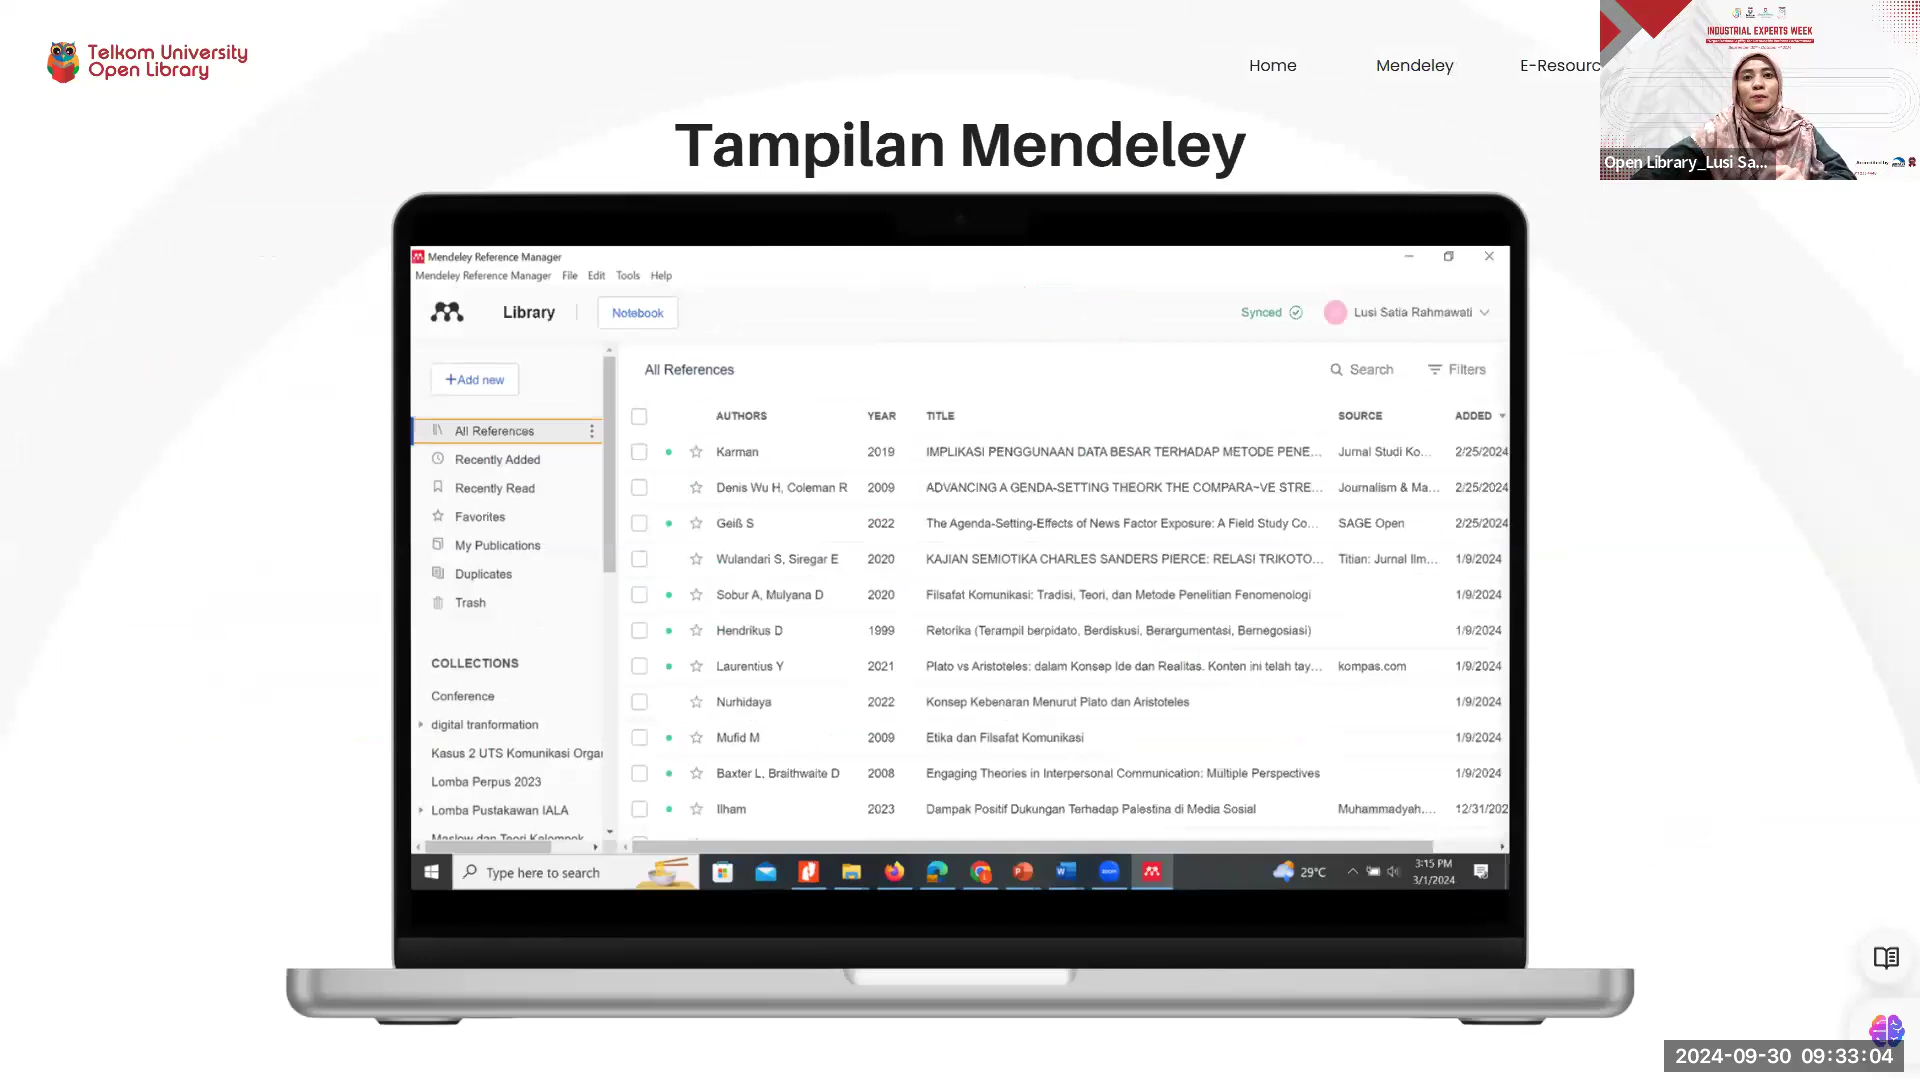 Telkom University
Open Library
Home
Mendeley
E-Resourc
INDUSTRIAL EXPERTS WEEK
Open Library_Lusi Sa...
Tampilan Mendeley
Mendeley Reference Manager
Mendeley Reference Manager File Edit Tools Help
Library
Notebook
Synced
Lusi Satia Rahmawati
+Add new
All References
Recently Added
Recently Read
Favorites
My Publications
Duplicates
Trash
COLLECTIONS
Conference
digital tranformation
Kasus 2 UTS Komunikasi Orgar
Lomba Perpus 2023
Lomba Pustakawan IALA
Maslow dan Teori Kelompok
All References
Search
Filters
AUTHORS YEAR TITLE SOURCE ADDED
Karman 2019 IMPLIKASI PENGGUNAAN DATA BESAR TERHADAP METODE PENE... Jurnal Studi Ko... 2/25/2024
Denis Wu H, Coleman R 2009 ADVANCING A GENDA-SETTING THEORK THE COMPARA~VE STRE... Journalism & Ma... 2/25/2024
Geiß S 2022 The Agenda-Setting-Effects of News Factor Exposure: A Field Study Co... SAGE Open 2/25/2024
Wulandari S, Siregar E 2020 KAJIAN SEMIOTIKA CHARLES SANDERS PIERCE: RELASI TRIKOTO... Titian: Jurnal Ilm... 1/9/2024
Sobur A, Mulyana D 2020 Filsafat Komunikasi: Tradisi, Teori, dan Metode Penelitian Fenomenologi 1/9/2024
Hendrikus D 1999 Retorika (Terampil berpidato, Berdiskusi, Berargumentasi, Bernegosiasi) 1/9/2024
Laurentius Y 2021 Plato vs Aristoteles: dalam Konsep Ide dan Realitas. Konten ini telah tay... kompas.com 1/9/2024
Nurhidaya 2022 Konsep Kebenaran Menurut Plato dan Aristoteles 1/9/2024
Mufid M 2009 Etika dan Filsafat Komunikasi 1/9/2024
Baxter L, Braithwaite D 2008 Engaging Theories in Interpersonal Communication: Multiple Perspectives 1/9/2024
Ilham 2023 Dampak Positif Dukungan Terhadap Palestina di Media Sosial Muhammadyah.... 12/31/202
Type here to search
29°C
3:15 PM
3/1/2024
2024-09-30 09:33:04